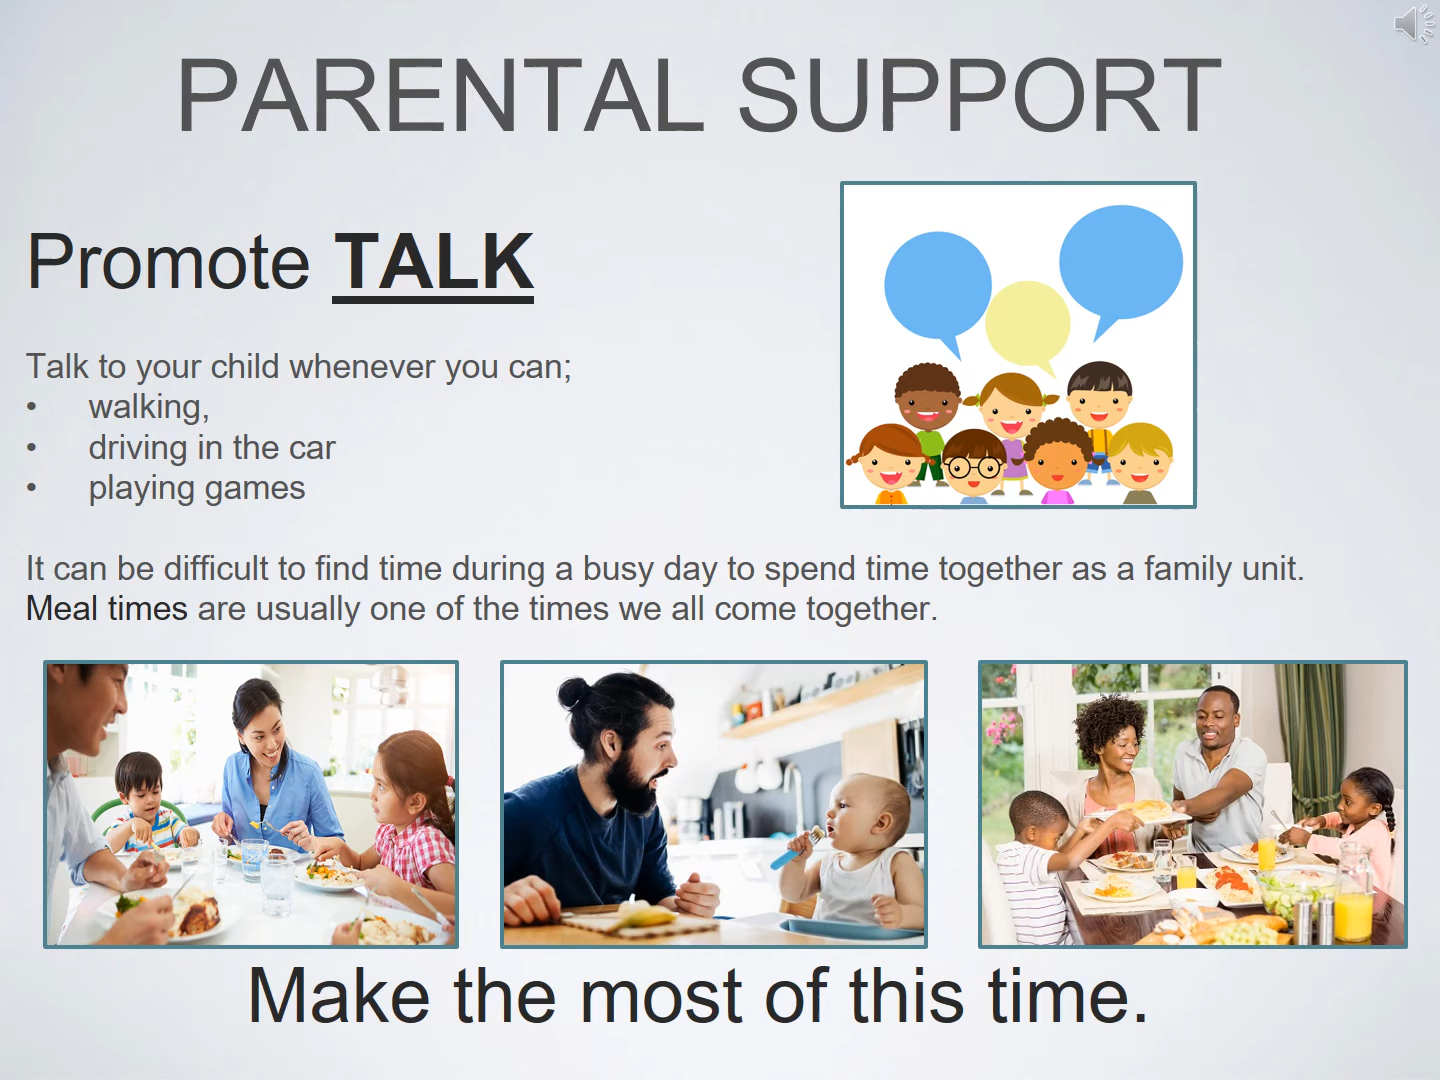 PARENTAL SUPPORT
Promote TALK
Talk to your child whenever you can;
• walking,
• driving in the car
• playing games
It can be difficult to find time during a busy day to spend time together as a family unit.
Meal times are usually one of the times we all come together.
Make the most of this time.